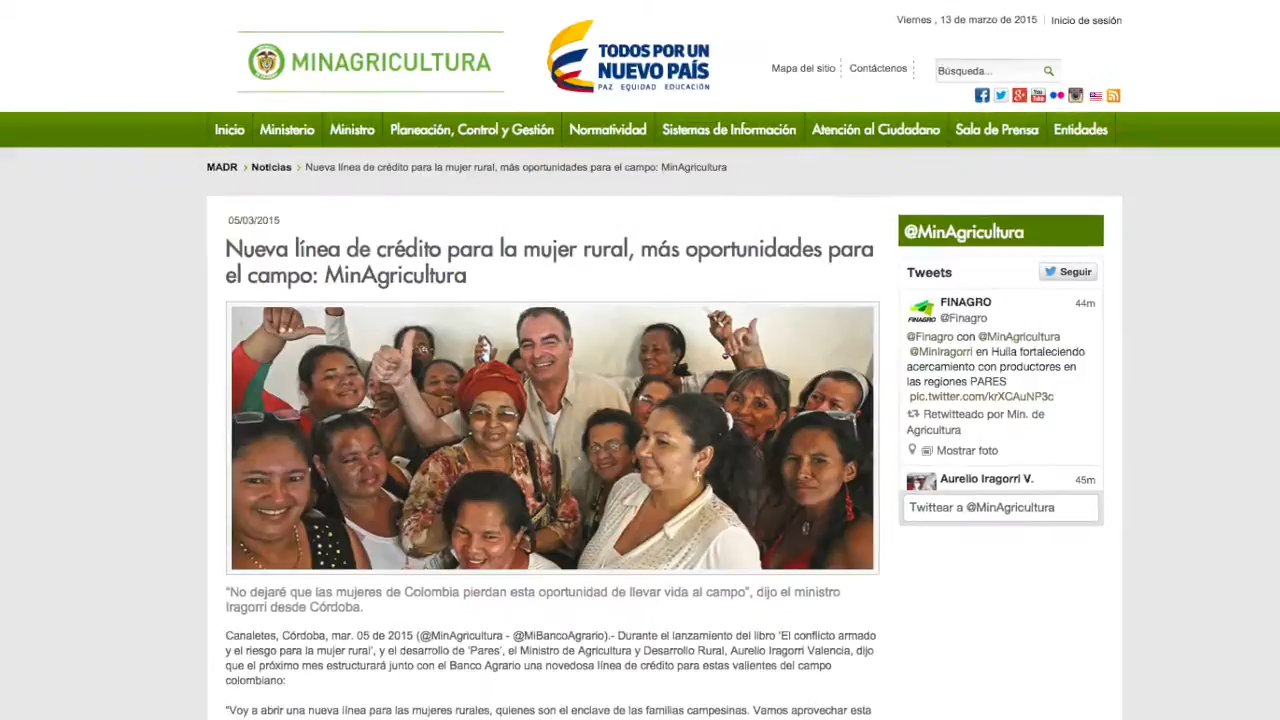 Viernes , 13 de marzo de 2015
Inicio de sesión
MINAGRICULTURA
TODOS POR UN
NUEVO PAÍS
PAZ EQUIDAD EDUCACIÓN
Mapa del sitio
Contáctenos
Búsqueda...
Inicio
Ministerio
Ministro
Planeación, Control y Gestión
Normatividad
Sistemas de Información
Atención al Ciudadano
Sala de Prensa
Entidades
MADR > Noticias > Nueva línea de crédito para la mujer rural, más oportunidades para el campo: MinAgricultura
05/03/2015
Nueva línea de crédito para la mujer rural, más oportunidades para
el campo: MinAgricultura
“No dejaré que las mujeres de Colombia pierdan esta oportunidad de llevar vida al campo”, dijo el ministro
Iragorri desde Córdoba.
Canaletes, Córdoba, mar. 05 de 2015 (@MinAgricultura - @MiBancoAgrario).- Durante el lanzamiento del libro 'El conflicto armado
y el riesgo para la mujer rural', y el desarrollo de 'Pares', el Ministro de Agricultura y Desarrollo Rural, Aurelio Iragorri Valencia, dijo
que el próximo mes estructurará junto con el Banco Agrario una novedosa línea de crédito para estas valientes del campo
colombiano:
"Voy a abrir una nueva línea para las mujeres rurales, quienes son el enclave de las familias campesinas. Vamos aprovechar esta
@MinAgricultura
Tweets
Seguir
FINAGRO
44m
@Finagro
FINAGRO
@Finagro con @MinAgricultura
@MinIragorri en Huila fortaleciendo
acercamiento con productores en
las regiones PARES
pic.twitter.com/krXCAuNP3c
Retwitteado por Min. de
Agricultura
Mostrar foto
Aurelio Iragorri V.
45m
Twittear a @MinAgricultura